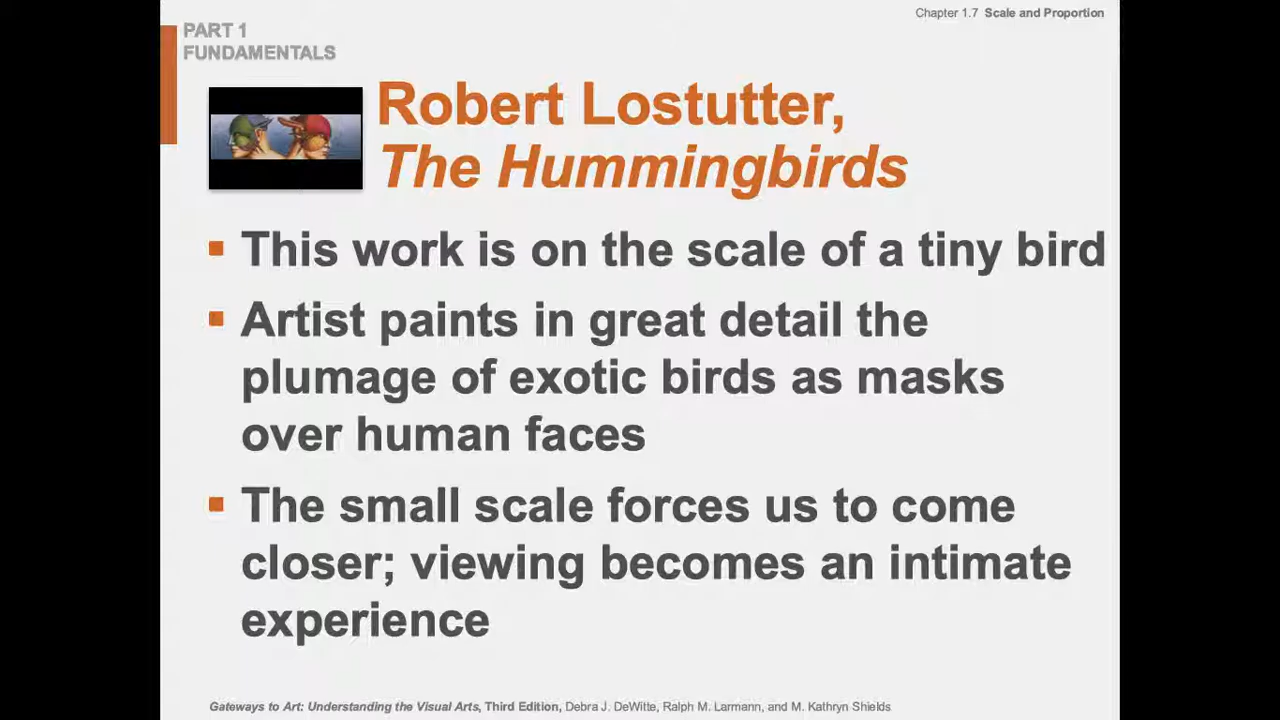 Chapter 1.7 Scale and Proportion
PART 1
FUNDAMENTALS
Robert Lostutter,
The Hummingbirds
▪ This work is on the scale of a tiny bird
▪ Artist paints in great detail the
plumage of exotic birds as masks
over human faces
▪ The small scale forces us to come
closer; viewing becomes an intimate
experience
Gateways to Art: Understanding the Visual Arts, Third Edition, Debra J. DeWitte, Ralph M. Larmann, and M. Kathryn Shields